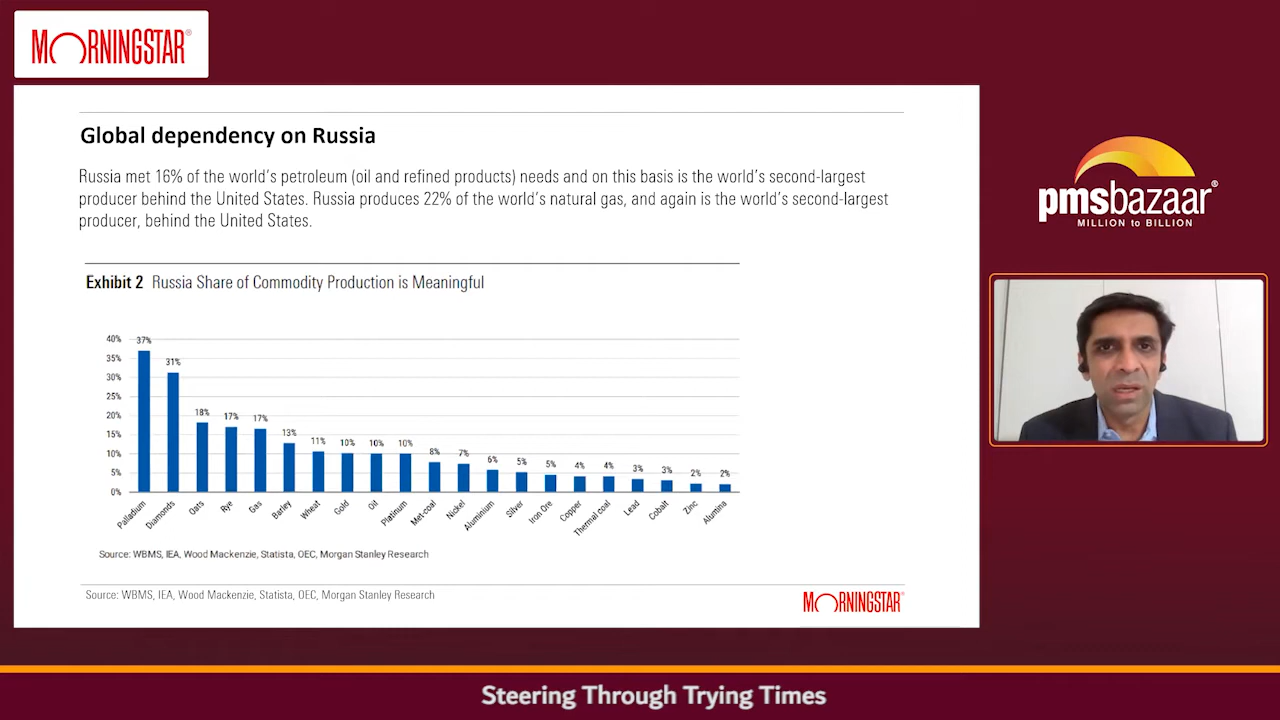 MORNINGSTAR®
Global dependency on Russia
Russia met 16% of the world's petroleum (oil and refined products) needs and on this basis is the world's second-largest
producer behind the United States. Russia produces 22% of the world's natural gas, and again is the world's second-largest
producer, behind the United States.
Exhibit 2 Russia Share of Commodity Production is Meaningful
40%
35%
30%
25%
20%
15%
10%
5%
0%
37%
31%
18%
17%
17%
13%
11%
10%
10%
10%
8%
7%
6%
5%
5%
4%
4%
3%
3%
2%
2%
Palladium
Diamonds
Oats
Rye
Gas
Barley
Wheat
Gold
Oil
Platinum
Met-coal
Nickel
Aluminium
Silver
Iron Ore
Copper
Thermal coal
Lead
Cobalt
Zinc
Alumina
Source: WBMS, IEA, Wood Mackenzie, Statista, OEC, Morgan Stanley Research
Source: WBMS, IEA, Wood Mackenzie, Statista, OEC, Morgan Stanley Research
MORNINGSTAR®
pmsbazaar®
MILLION to BILLION
Steering Through Trying Times